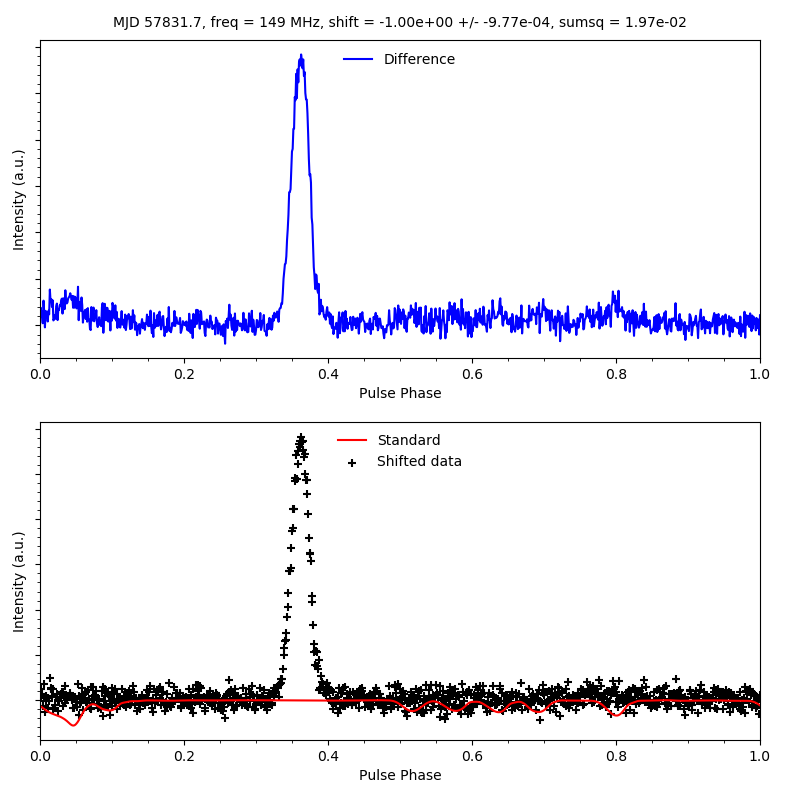 MJD 57831.7, freq = 149 MHz, shift = -1.00e+00 +/- -9.77e-04, sumsq = 1.97e-02
Difference
Intensity (a.u.)
0.0 0.2 0.4 0.6 0.8 1.0
Pulse Phase
Standard
Shifted data
Intensity (a.u.)
0.0 0.2 0.4 0.6 0.8 1.0
Pulse Phase